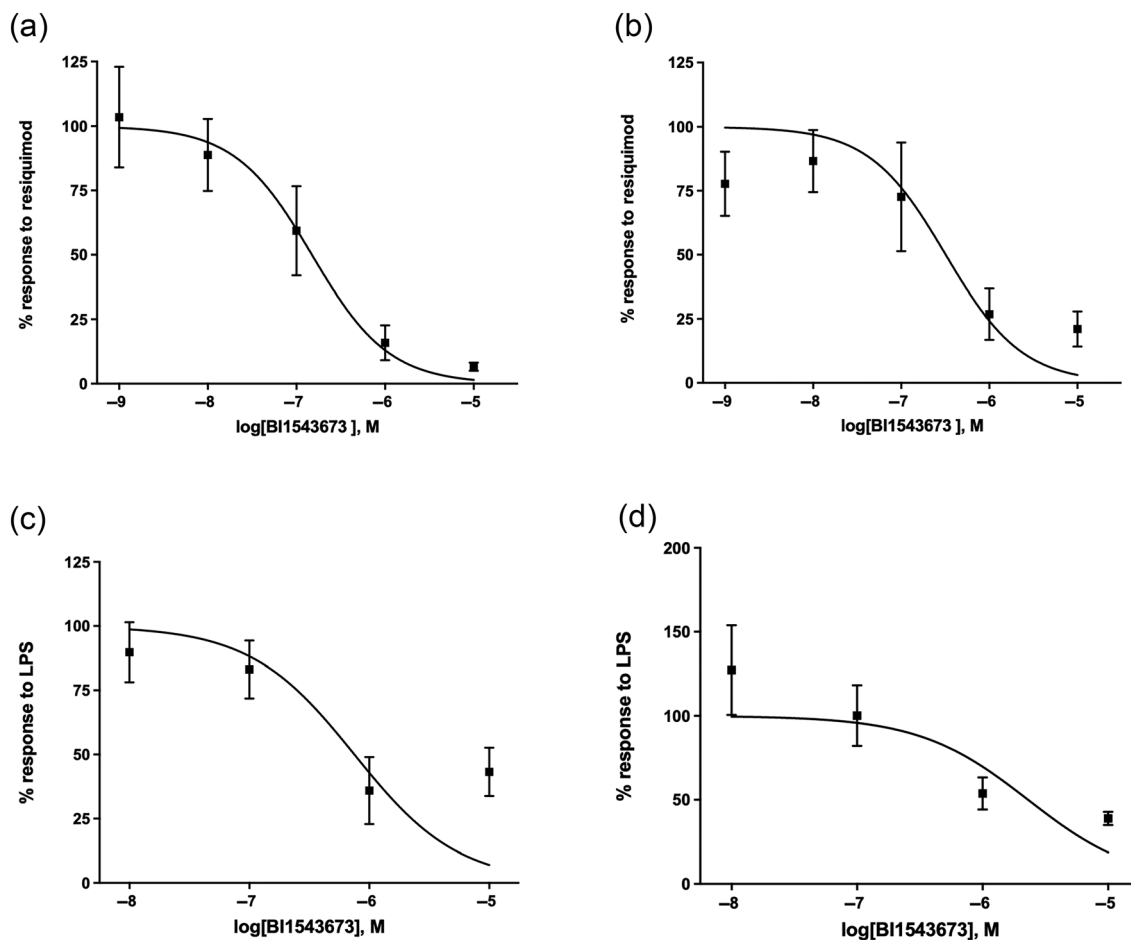 (a)
% response to resiquimod
125
100
75
50
25
0
–9 –8 –7 –6 –5
log[BI1543673 ], M
(b)
% response to resiquimod
125
100
75
50
25
0
–9 –8 –7 –6 –5
log[BI1543673 ], M
(c)
% response to LPS
125
100
75
50
25
0
–8 –7 –6 –5
log[BI1543673], M
(d)
% response to LPS
200
150
100
50
0
–8 –7 –6 –5
log[BI1543673], M